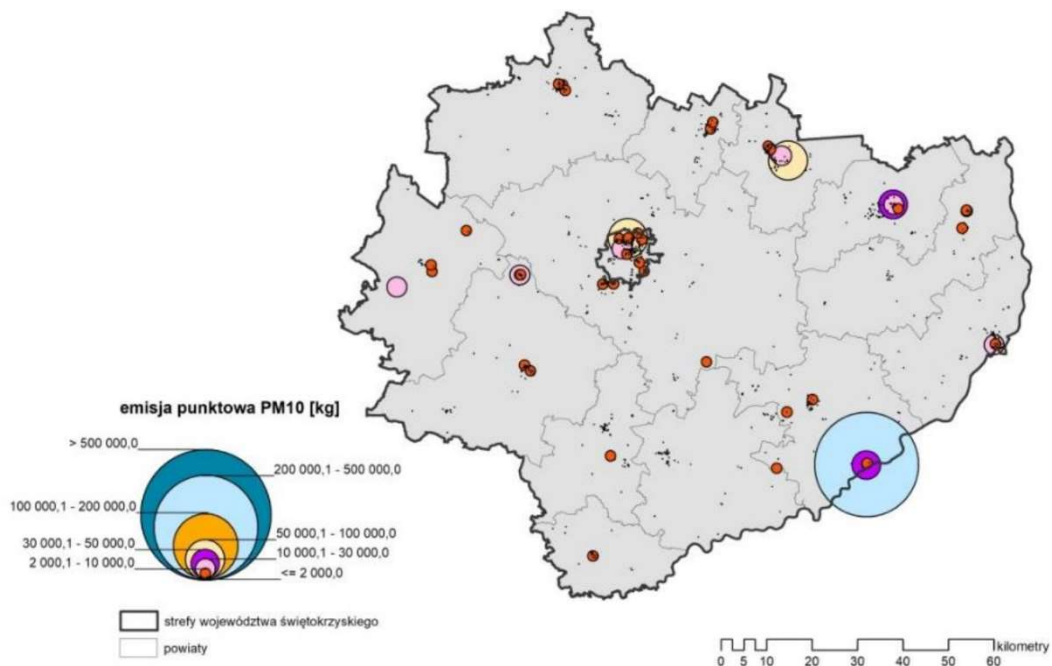 emisja punktowa PM10 [kg]
> 500 000,0
200 000,1 - 500 000,0
100 000,1 - 200 000,0
50 000,1 - 100 000,0
30 000,1 - 50 000,0
10 000,1 - 30 000,0
2 000,1 - 10 000,0
<= 2 000,0
strefy województwa świętokrzyskiego
powiaty
kilometry
0 5 10 20 30 40 50 60